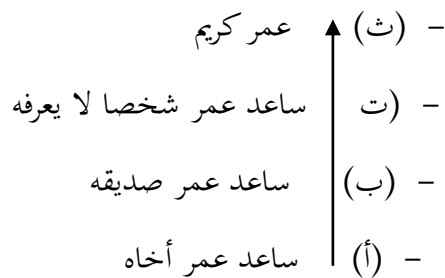 - (ث) عمر كريم
- (ت ساعد عمر شخصا لا يعرفه
- (ب) ساعد عمر صديقه
- (أ) ساعد عمر أخاه